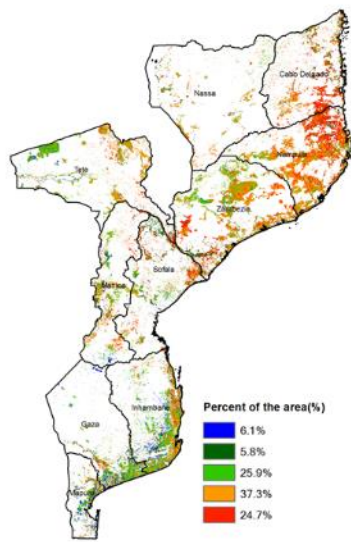 Cabo Delgado
Niassa
Nampula
Tete
Zambezia
Sofala
Manica
Inhambane
Gaza
Maputo
Percent of the area(%)
6.1%
5.8%
25.9%
37.3%
24.7%